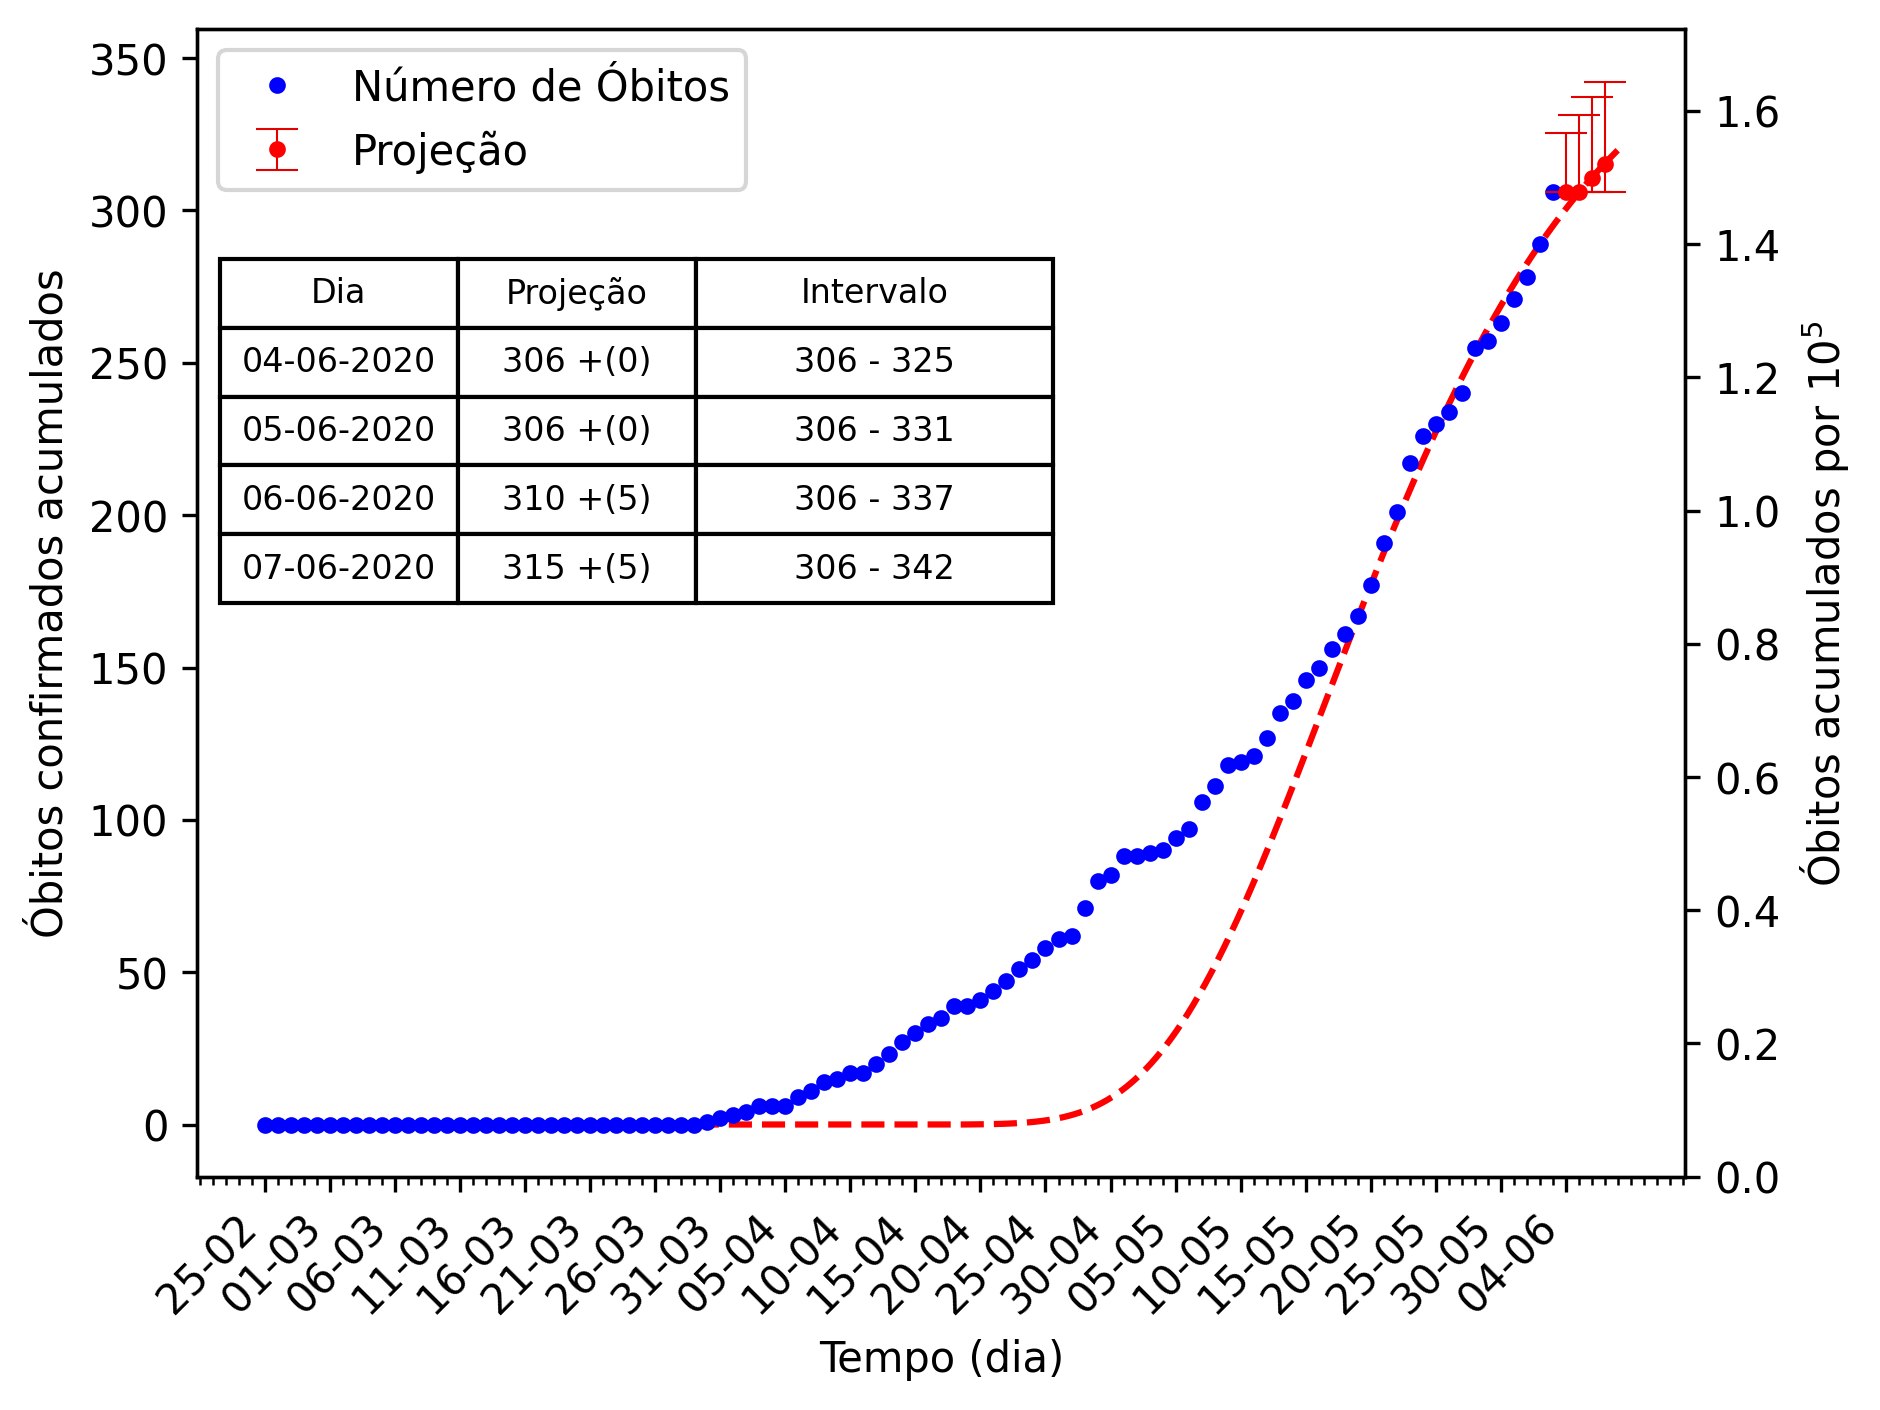 Número de Óbitos
Projeção
Dia Projeção Intervalo
04-06-2020 306 +(0) 306 - 325
05-06-2020 306 +(0) 306 - 331
06-06-2020 310 +(5) 306 - 337
07-06-2020 315 +(5) 306 - 342
Óbitos confirmados acumulados
350
300
250
200
150
100
50
0
1.6
1.4
1.2
1.0
0.8
0.6
0.4
0.2
0.0
Óbitos acumulados por 10⁵
25-02 01-03 06-03 11-03 16-03 21-03 26-03 31-03 05-04 10-04 15-04 20-04 25-04 30-04 05-05 10-05 15-05 20-05 25-05 30-05 04-06
Tempo (dia)